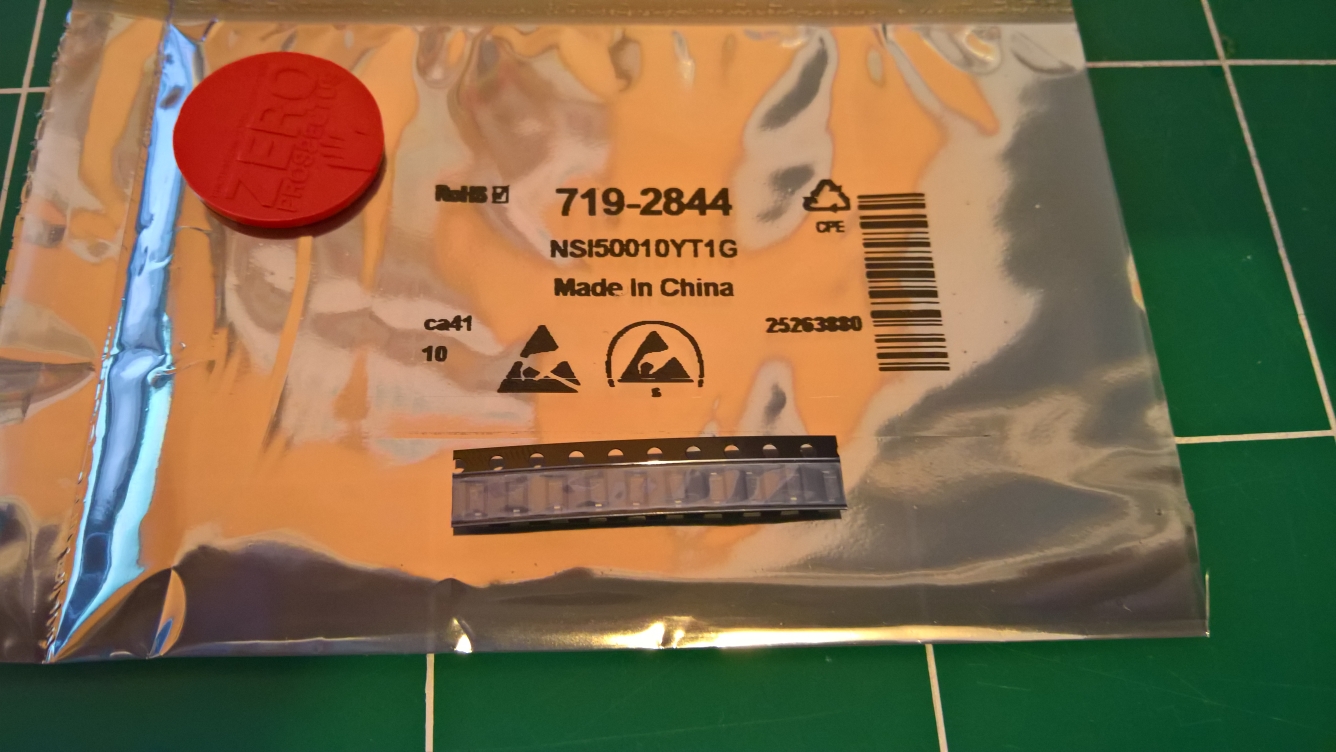 ZERO
PROSPECTUS
RoHS
719-2844
CPE
NSI50010YT1G
Made In China
ca41
25263880
10
S